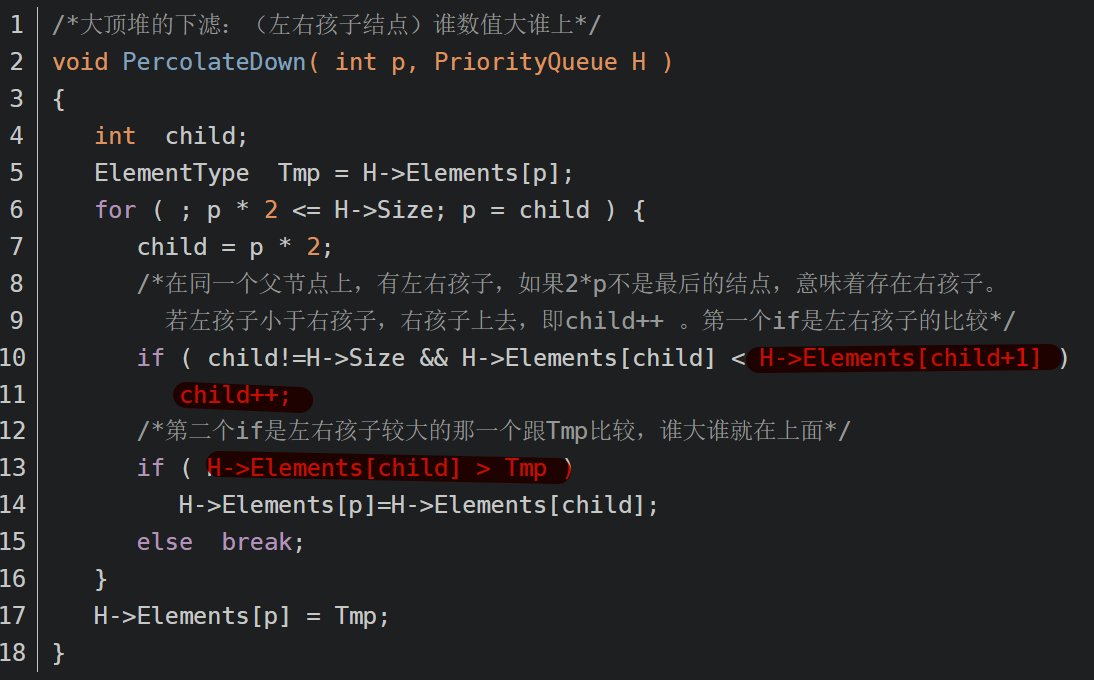 1 /*大顶堆的下滤：（左右孩子结点）谁数值大谁上*/
2 void PercolateDown( int p, PriorityQueue H )
3 {
4 int child;
5 ElementType Tmp = H->Elements[p];
6 for ( ; p * 2 <= H->Size; p = child ) {
7 child = p * 2;
8 /*在同一个父节点上，有左右孩子，如果2*p不是最后的结点，意味着存在右孩子。
9 若左孩子小于右孩子，右孩子上去，即child++ 。第一个if是左右孩子的比较*/
10 if ( child!=H->Size && H->Elements[child] < H->Elements[child+1] )
11 child++;
12 /*第二个if是左右孩子较大的那一个跟Tmp比较，谁大谁就在上面*/
13 if ( H->Elements[child] > Tmp )
14 H->Elements[p]=H->Elements[child];
15 else break;
16 }
17 H->Elements[p] = Tmp;
18 }